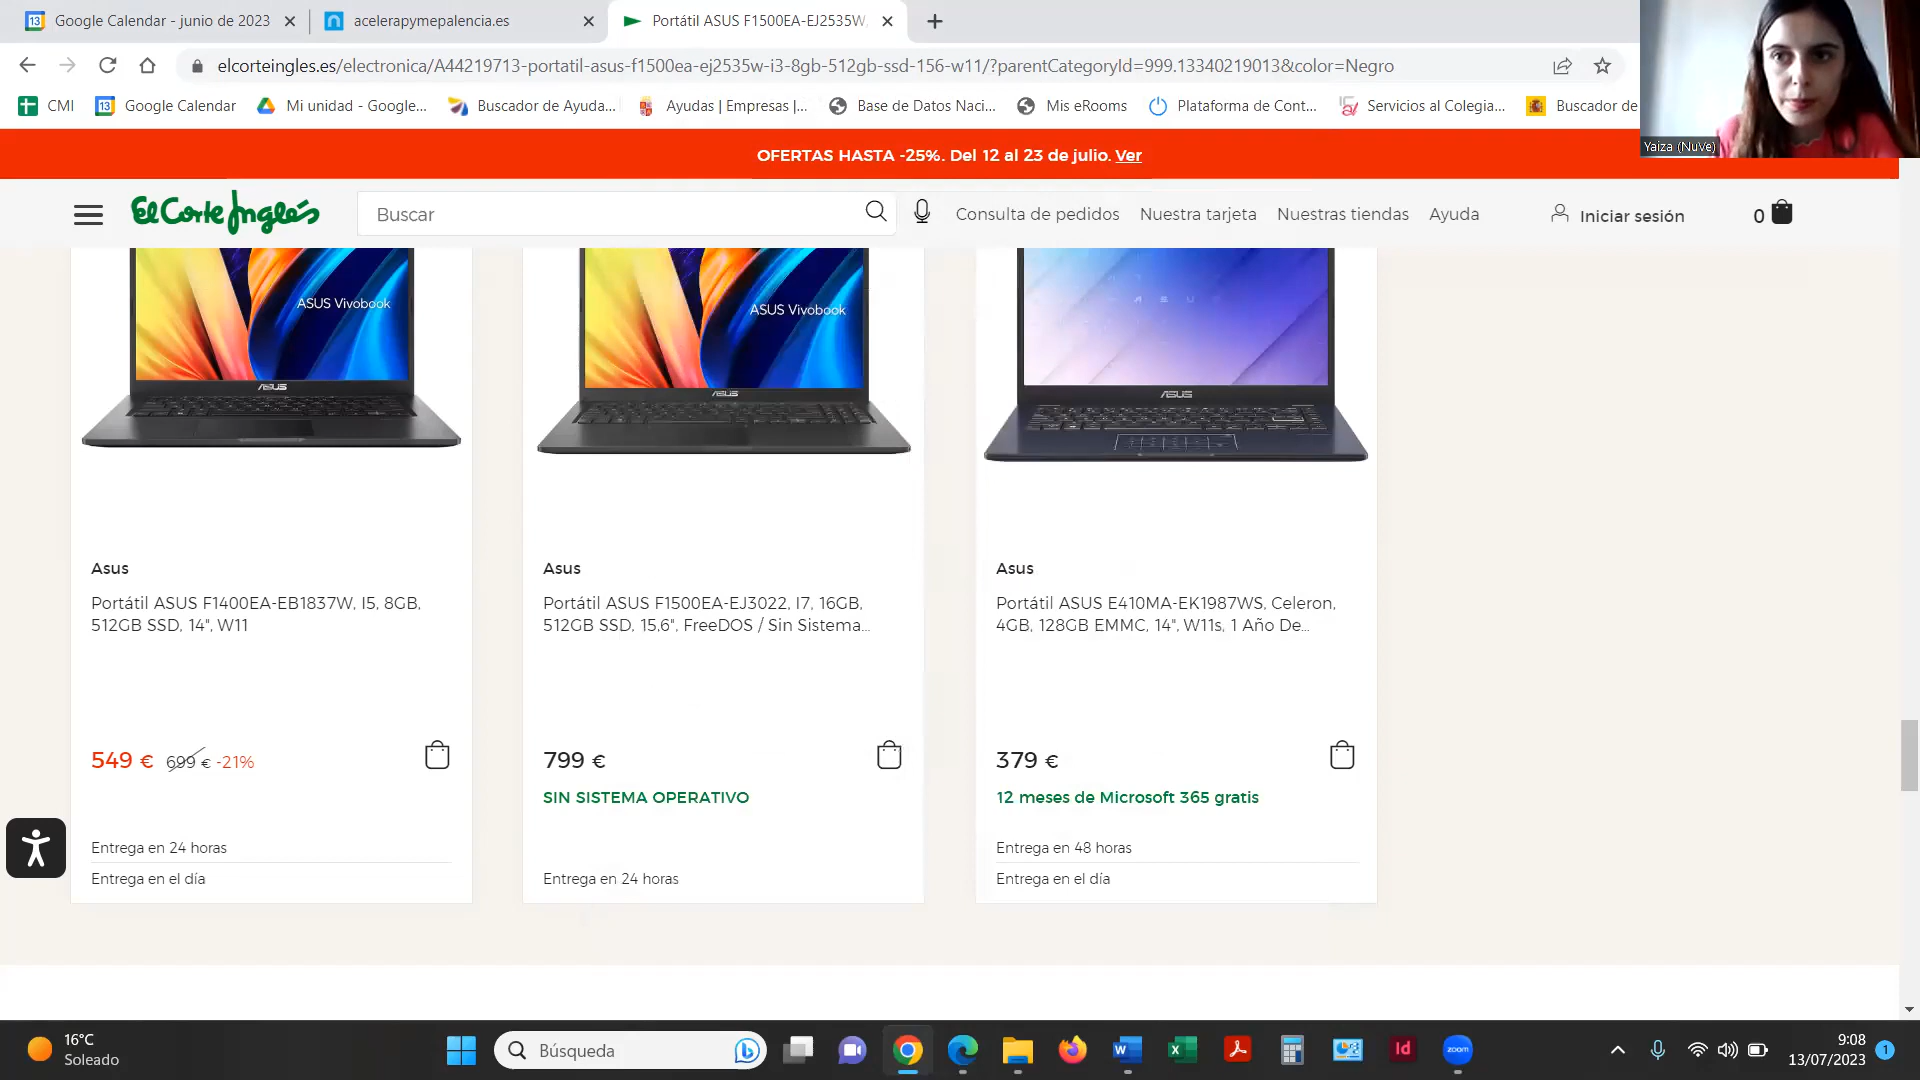 Google Calendar - junio de 2023
acelerapymepalencia.es
Portátil ASUS F1500EA-EJ2535W,
elcorteingles.es/electronica/A44219713-portatil-asus-f1500ea-ej2535w-i3-8gb-512gb-ssd-156-w11/?parentCategoryId=999.13340219013&color=Negro
CMI
Google Calendar
Mi unidad - Google...
Buscador de Ayuda...
Ayudas | Empresas |...
Base de Datos Naci...
Mis eRooms
Plataforma de Cont...
Servicios al Colegia...
Buscador de
Yaiza (NuVe)
OFERTAS HASTA -25%. Del 12 al 23 de julio. Ver
El Corte Inglés
Buscar
Consulta de pedidos
Nuestra tarjeta
Nuestras tiendas
Ayuda
Iniciar sesión
0
ASUS Vivobook
ASUS
ASUS Vivobook
ASUS
ASUS
ASUS
Asus
Portátil ASUS F1400EA-EB1837W, I5, 8GB,
512GB SSD, 14", W11
549 € 699 € -21%
Entrega en 24 horas
Entrega en el día
Asus
Portátil ASUS F1500EA-EJ3022, I7, 16GB,
512GB SSD, 15,6", FreeDOS / Sin Sistema...
799 €
SIN SISTEMA OPERATIVO
Entrega en 24 horas
Asus
Portátil ASUS E410MA-EK1987WS, Celeron,
4GB, 128GB EMMC, 14", W11s, 1 Año De...
379 €
12 meses de Microsoft 365 gratis
Entrega en 48 horas
Entrega en el día
16°C
Soleado
Búsqueda
Id
zoom
9:08
13/07/2023
1